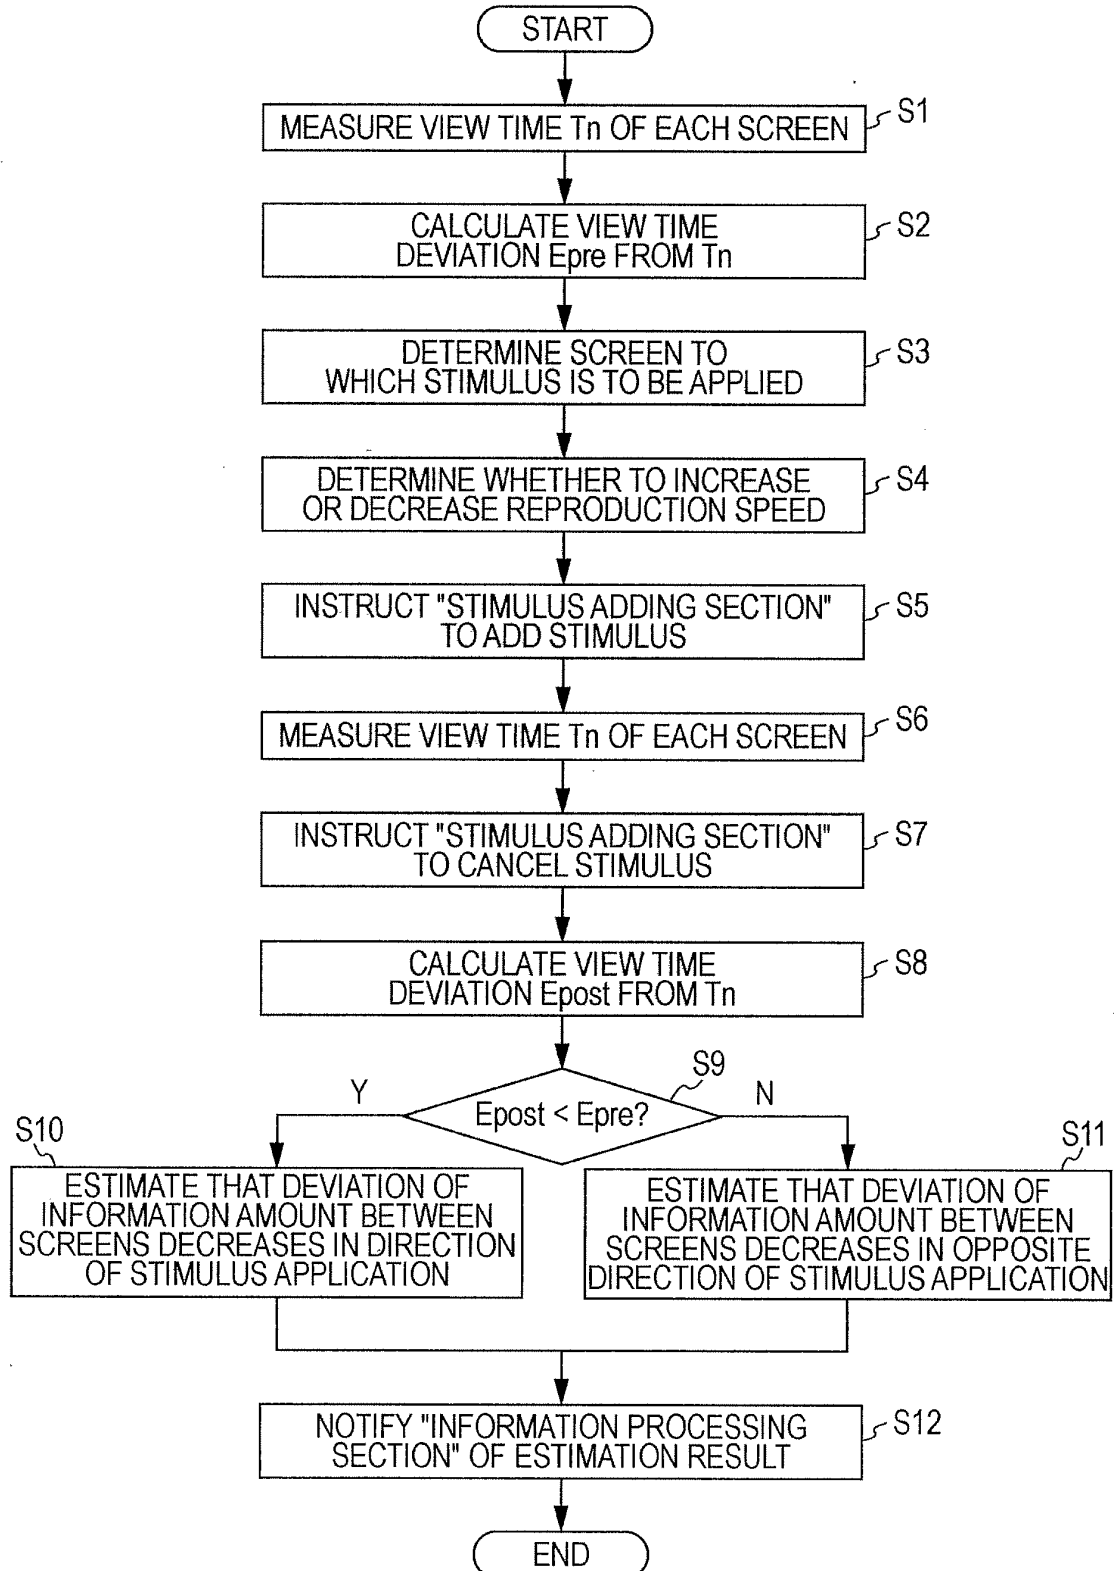 START
MEASURE VIEW TIME Tn OF EACH SCREEN
S1
CALCULATE VIEW TIME
DEVIATION Epre FROM Tn
S2
DETERMINE SCREEN TO
WHICH STIMULUS IS TO BE APPLIED
S3
DETERMINE WHETHER TO INCREASE
OR DECREASE REPRODUCTION SPEED
S4
INSTRUCT "STIMULUS ADDING SECTION"
TO ADD STIMULUS
S5
MEASURE VIEW TIME Tn OF EACH SCREEN
S6
INSTRUCT "STIMULUS ADDING SECTION"
TO CANCEL STIMULUS
S7
CALCULATE VIEW TIME
DEVIATION Epost FROM Tn
S8
S9
Epost < Epre?
Y
N
S10
ESTIMATE THAT DEVIATION OF
INFORMATION AMOUNT BETWEEN
SCREENS DECREASES IN DIRECTION
OF STIMULUS APPLICATION
S11
ESTIMATE THAT DEVIATION OF
INFORMATION AMOUNT BETWEEN
SCREENS DECREASES IN OPPOSITE
DIRECTION OF STIMULUS APPLICATION
NOTIFY "INFORMATION PROCESSING
SECTION" OF ESTIMATION RESULT
S12
END